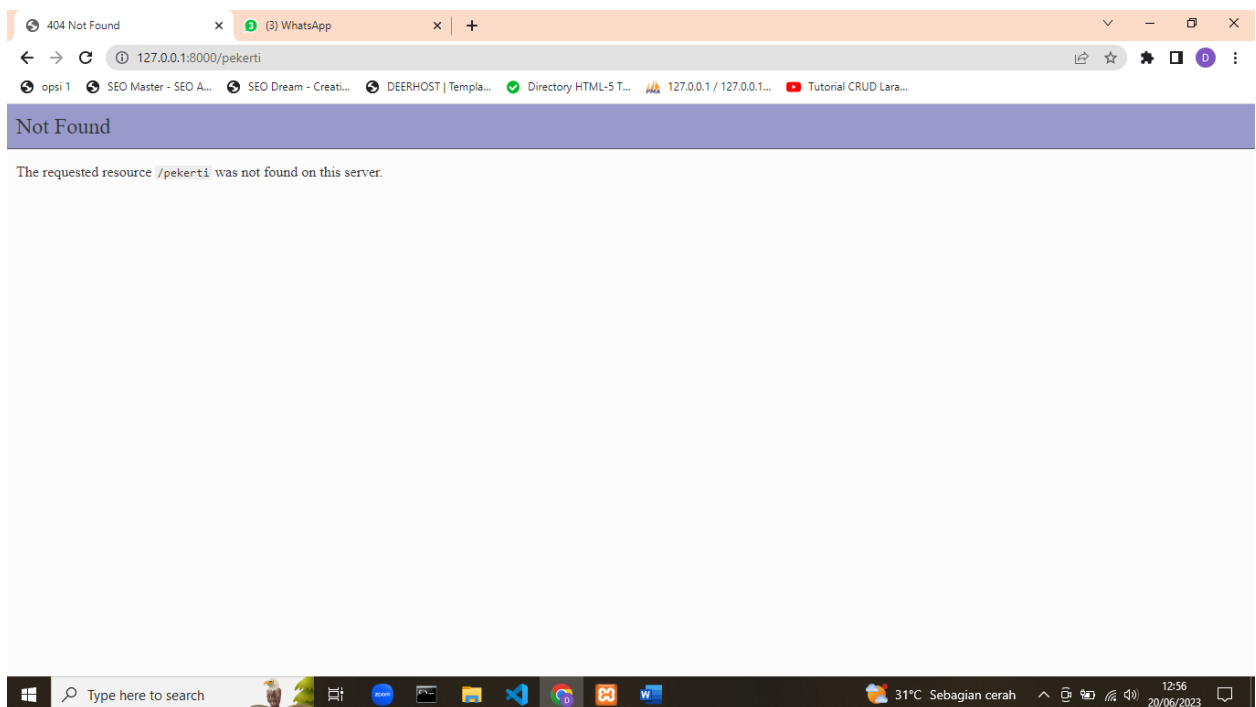 404 Not Found
(3) WhatsApp
127.0.0.1:8000/pekerti
D
opsi 1 SEO Master - SEO A... SEO Dream - Creati... DEERHOST | Templa... Directory HTML-5 T... 127.0.0.1 / 127.0.0.1... Tutorial CRUD Lara...
Not Found
The requested resource /pekerti was not found on this server.
Type here to search
zoom
D
W
31°C Sebagian cerah
12:56
20/06/2023